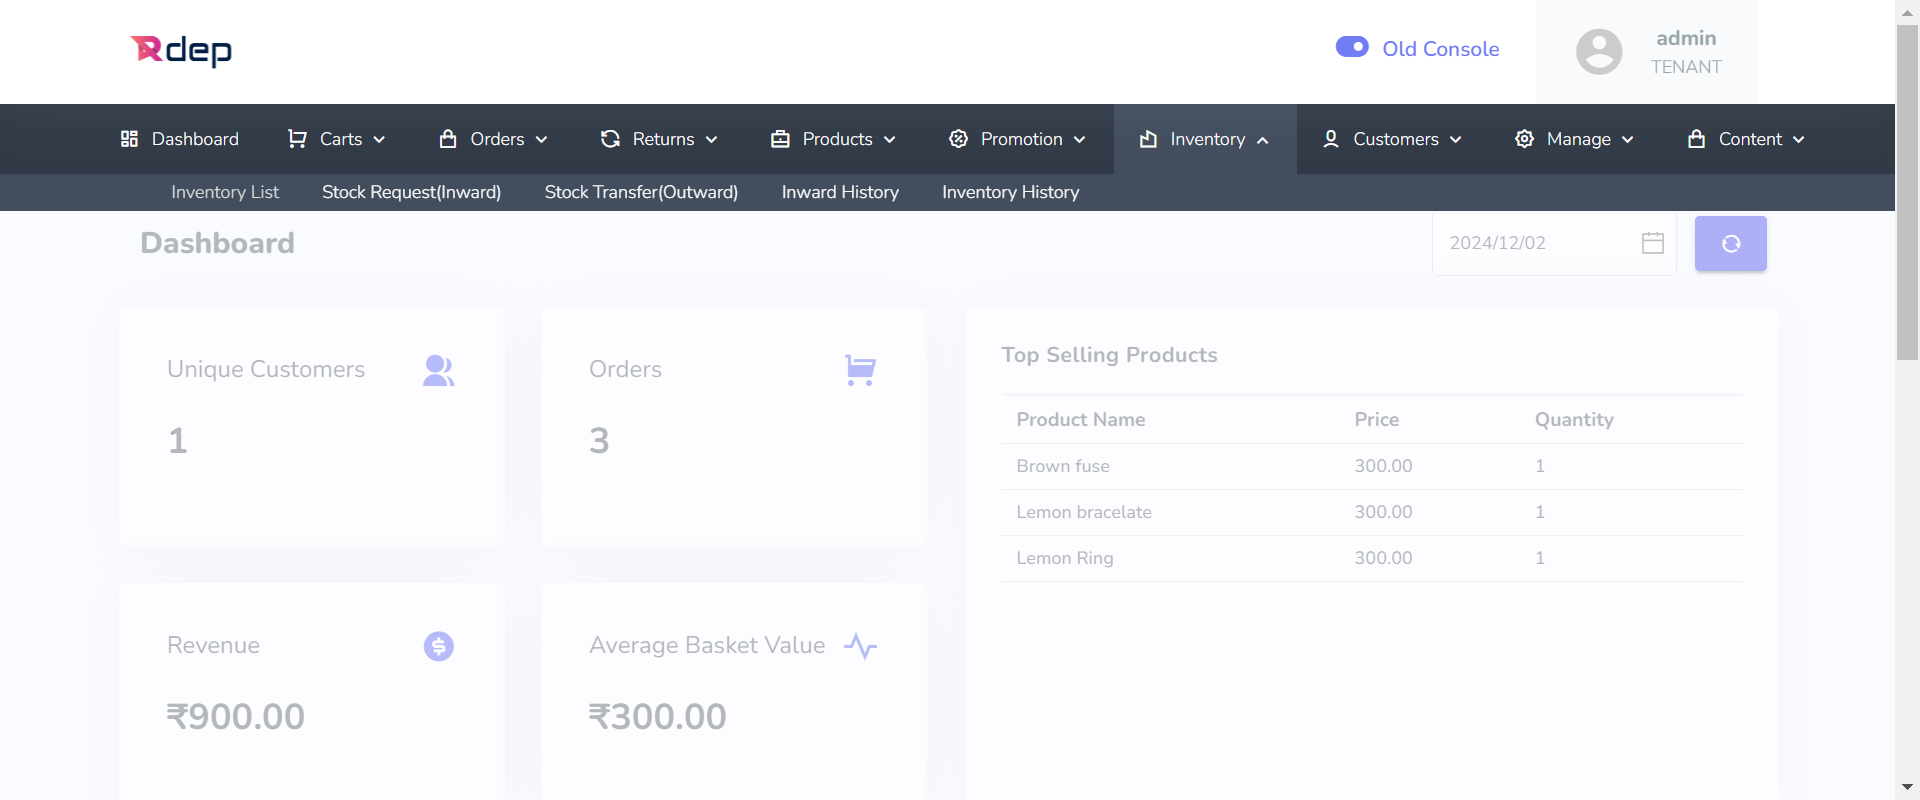 Rdep
Old Console
admin
TENANT
Dashboard Carts Orders Returns Products Promotion Inventory Customers Manage Content
Inventory List Stock Request(Inward) Stock Transfer(Outward) Inward History Inventory History
Dashboard
2024/12/02
Unique Customers
1
Orders
3
Revenue
₹900.00
Average Basket Value
₹300.00
Top Selling Products
Product Name Price Quantity
Brown fuse 300.00 1
Lemon bracelate 300.00 1
Lemon Ring 300.00 1